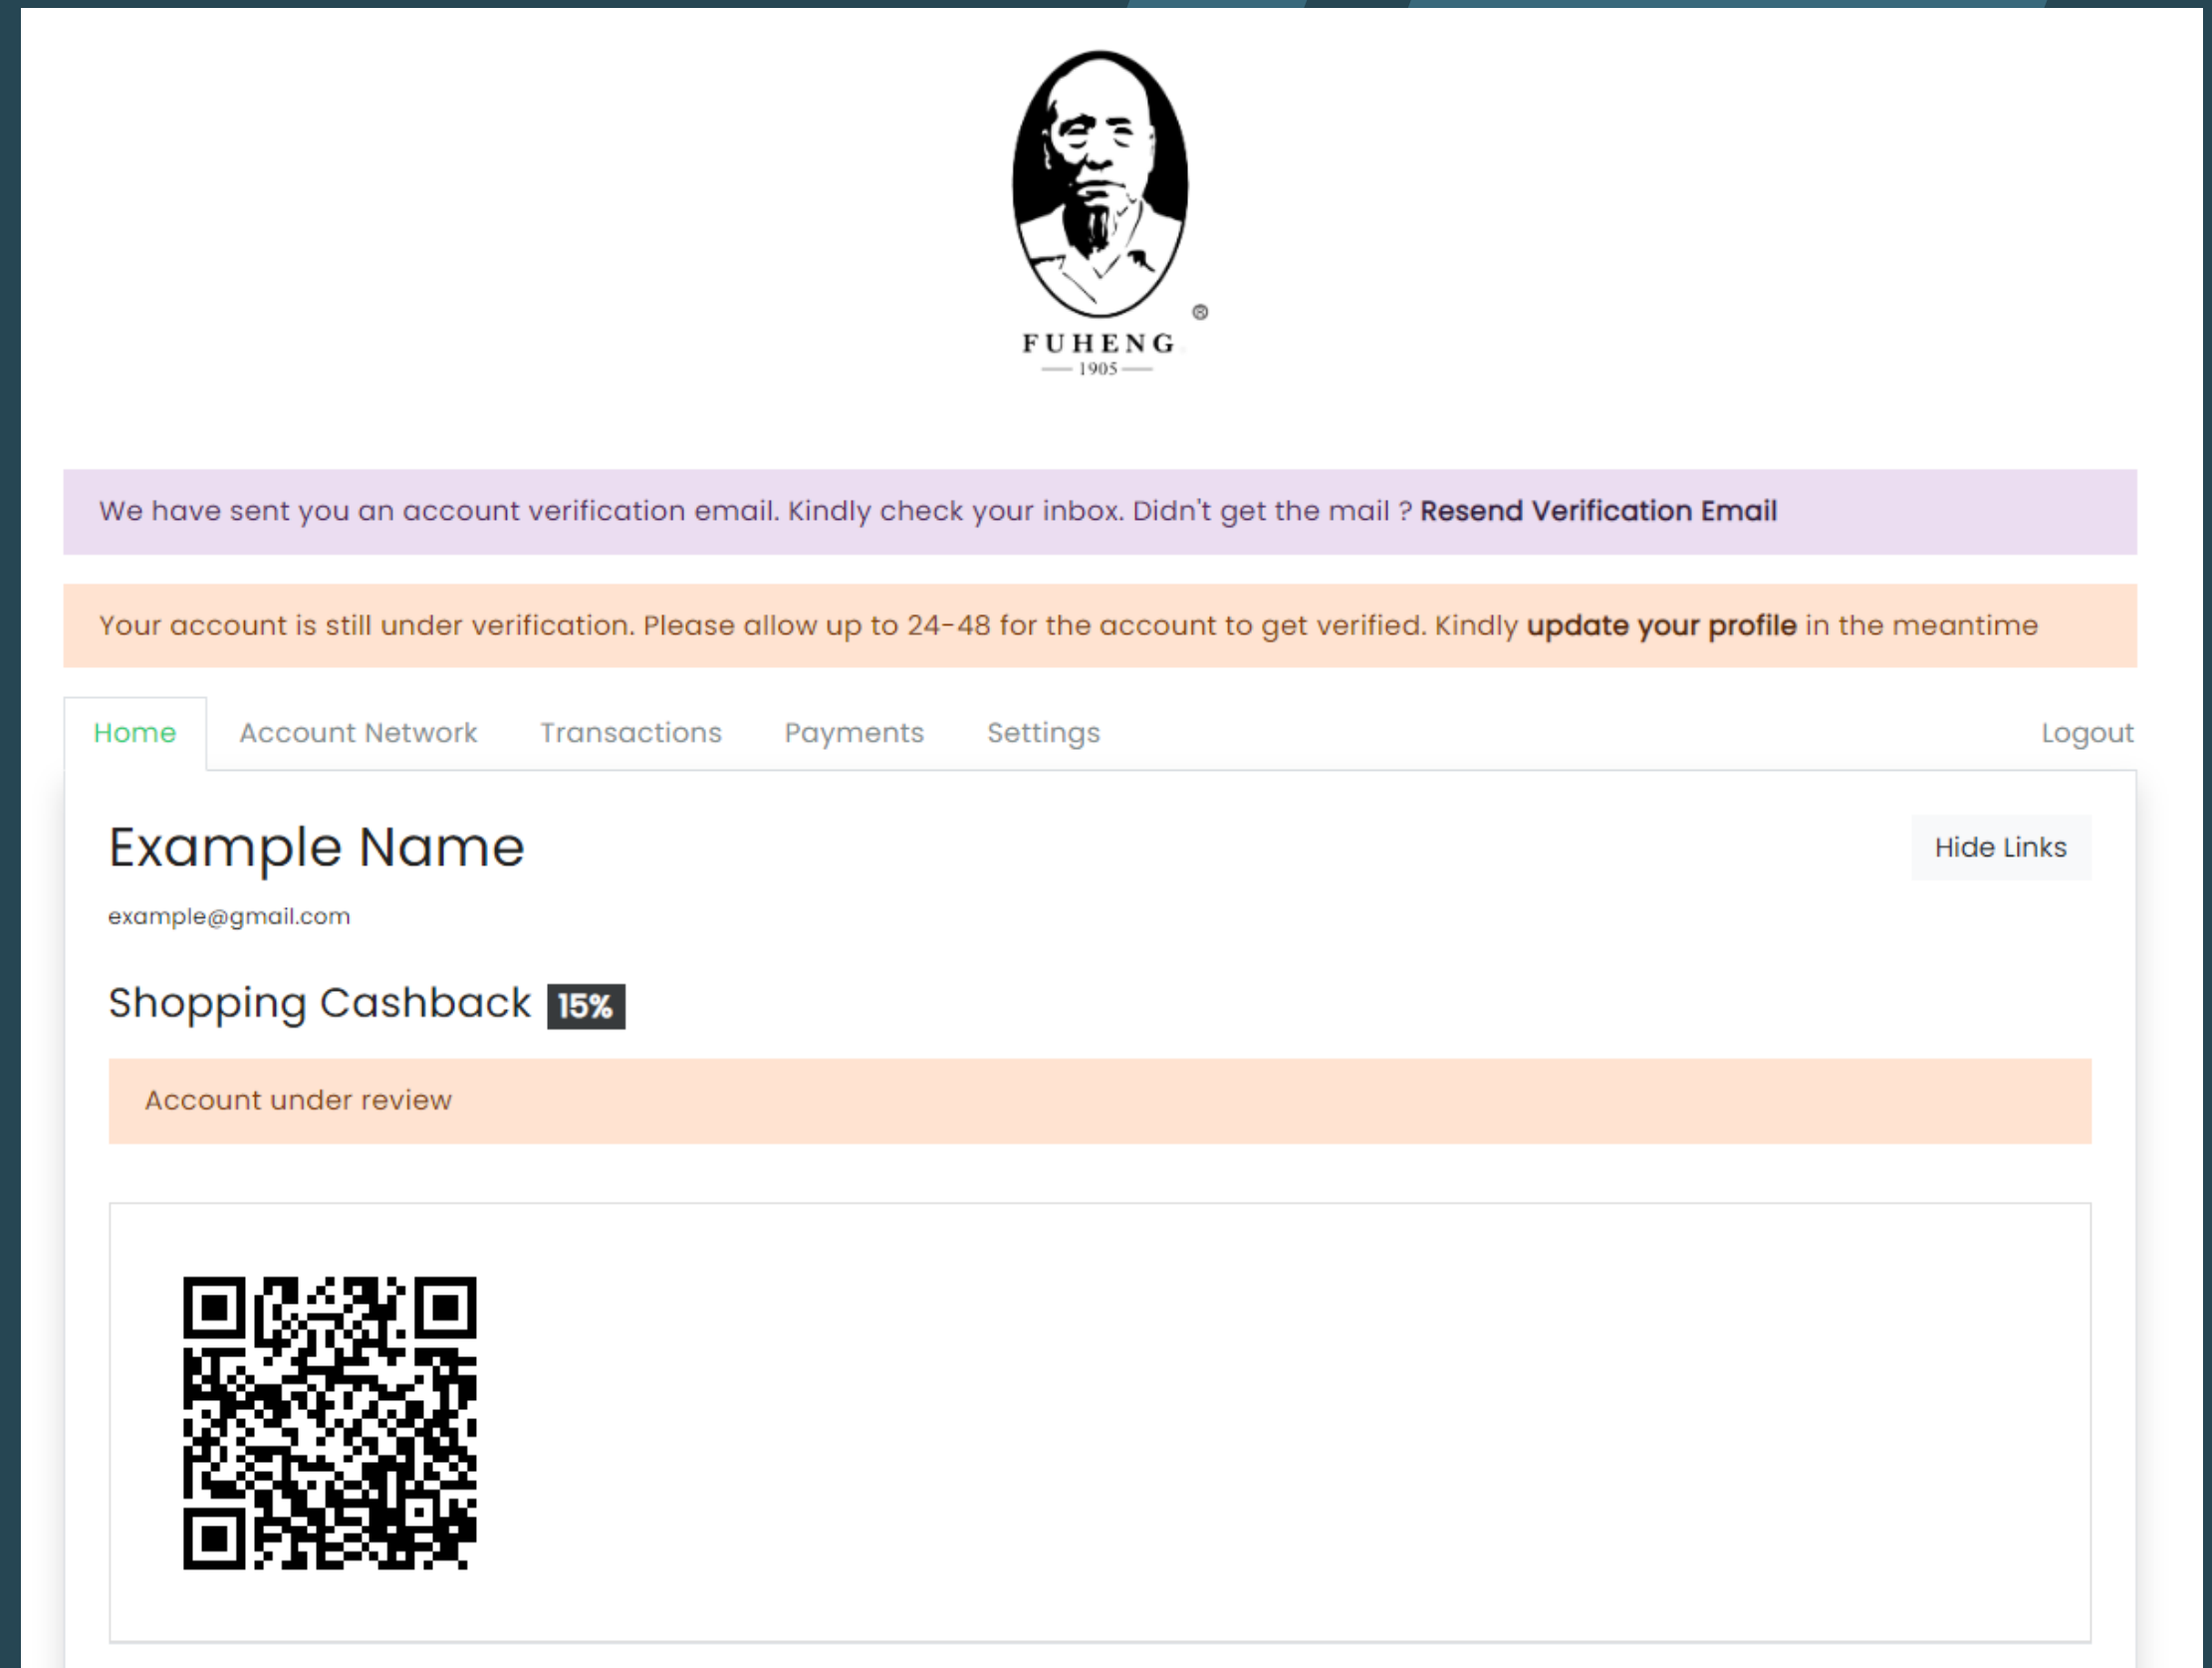 FUHENG
1905
®
We have sent you an account verification email. Kindly check your inbox. Didn't get the mail ? Resend Verification Email
Your account is still under verification. Please allow up to 24-48 for the account to get verified. Kindly update your profile in the meantime
Home Account Network Transactions Payments Settings Logout
Example Name Hide Links
example@gmail.com
Shopping Cashback 15%
Account under review